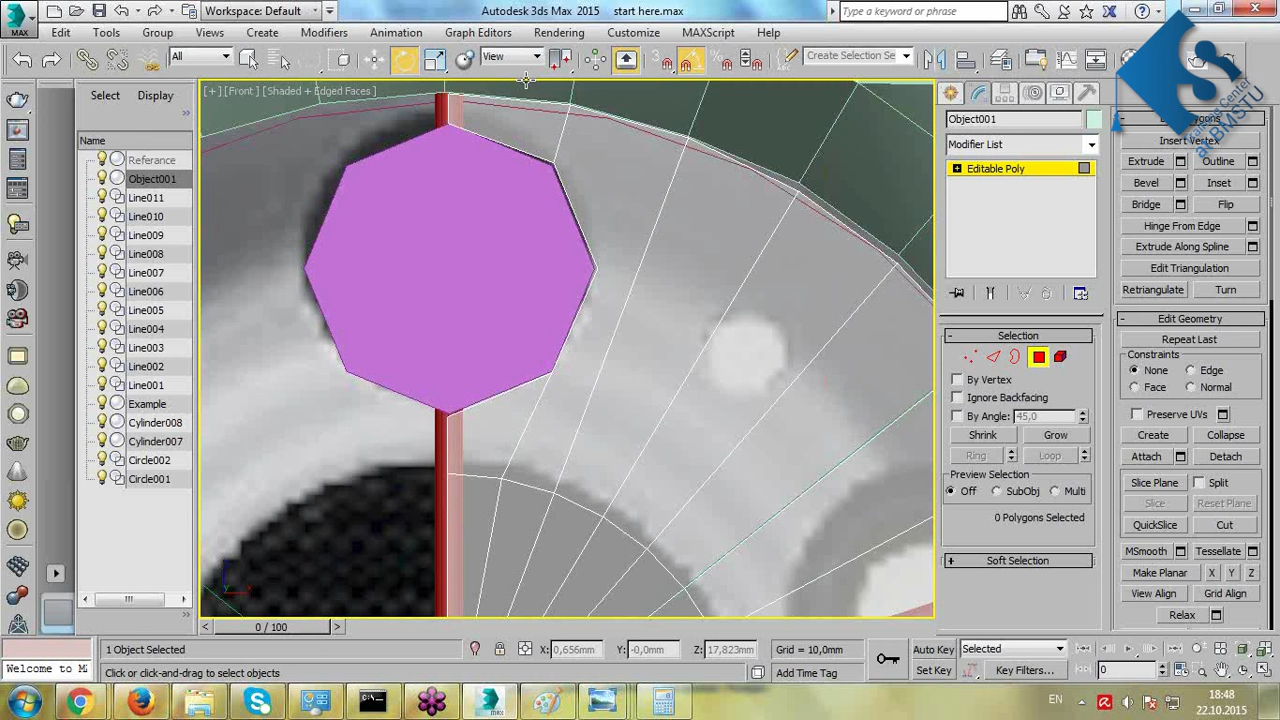 MAX
Workspace: Default
Autodesk 3ds Max 2015    start here.max
Type a keyword or phrase
Edit Tools Group Views Create Modifiers Animation Graph Editors Rendering Customize MAXScript Help
All
View
3
Create Selection Se
at BMSTU
Select Display
[+] [Front] [Shaded + Edged Faces]
Name
Referance
Object001
Line011
Line010
Line009
Line008
Line007
Line006
Line005
Line004
Line003
Line002
Line001
Example
Cylinder008
Cylinder007
Circle002
Circle001
Object001
Modifier List
Editable Poly
Selection
By Vertex
Ignore Backfacing
By Angle: 45,0
Shrink Grow
Ring Loop
Preview Selection
Off SubObj Multi
0 Polygons Selected
Soft Selection
Insert Vertex
Extrude Outline
Bevel Inset
Bridge Flip
Hinge From Edge
Extrude Along Spline
Edit Triangulation
Retriangulate Turn
Edit Geometry
Repeat Last
Constraints
None Edge
Face Normal
Preserve UVs
Create Collapse
Attach Detach
Slice Plane Split
Slice Reset Plane
QuickSlice Cut
MSmooth Tessellate
Make Planar X Y Z
View Align Grid Align
Relax
0 / 100
1 Object Selected
X: 0,656mm Y: -0,0mm Z: 17,823mm Grid = 10,0mm
Auto Key Selected
Welcome to M
Click or click-and-drag to select objects
Add Time Tag
Set Key Key Filters...
0
EN
18:48
22.10.2015